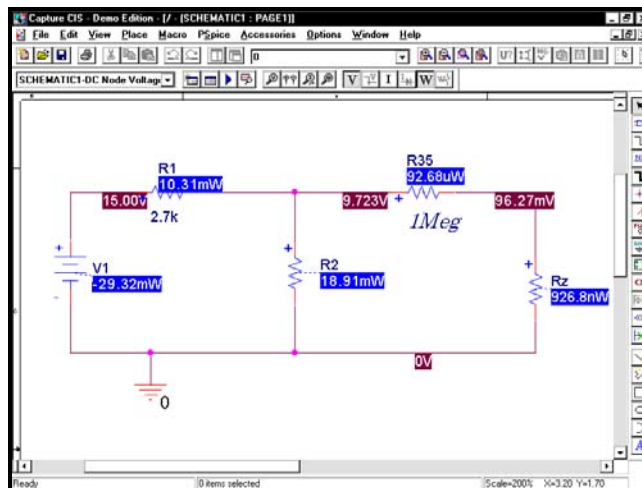 Capture CIS - Demo Edition - [/ - (SCHEMATIC1 : PAGE1)]
File Edit View Place Macro PSpice Accessories Options Window Help
0
U?
SCHEMATIC1-DC Node Voltag
V I W
R1
10.31mW
15.00V
2.7k
R35
92.68uW
9.723V
96.27mV
1Meg
V1
-29.32mW
R2
18.91mW
Rz
926.8nW
0V
0
Ready 0 items selected Scale=200% X=3.20 Y=1.70